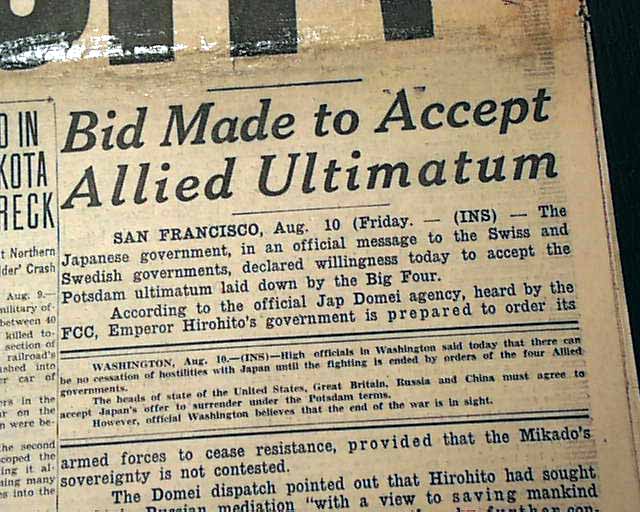 Bid Made to Accept
Allied Ultimatum
SAN FRANCISCO, Aug. 10 (Friday. — (INS) — The
Japanese government, in an official message to the Swiss and
Swedish governments, declared willingness today to accept the
Potsdam ultimatum laid down by the Big Four.
According to the official Jap Domei agency, heard by the
FCC, Emperor Hirohito's gove'nment is prepared to order its
WASHINGTON, Aug. 10.—(INS)—High officials in Washington said today that there can
be no cessation of hostilities with Japan until the fighting is ended by orders of the four Allied
governments.
The heads of state of the United States, Great Britain, Russia and China must agree to
accept Japan's offer to surrender under the Potsdam terms.
However, official Washington believes that the end of the war is in sight.
armed forces to cease resistance, provided that the Mikado's
sovereignty is not contested.
The Domei dispatch pointed out that Hirohito had sought
Russian mediation "with a view to saving mankind
D IN
KOTA
RECK
t Northern
der' Crash
Aug. 9.—
military of-
between 40
killed to-
section of
railroad's
ashed into
er car of
ers in the
ur on the
n were be-
the second
coped the
ing it al-
ning many
es into the